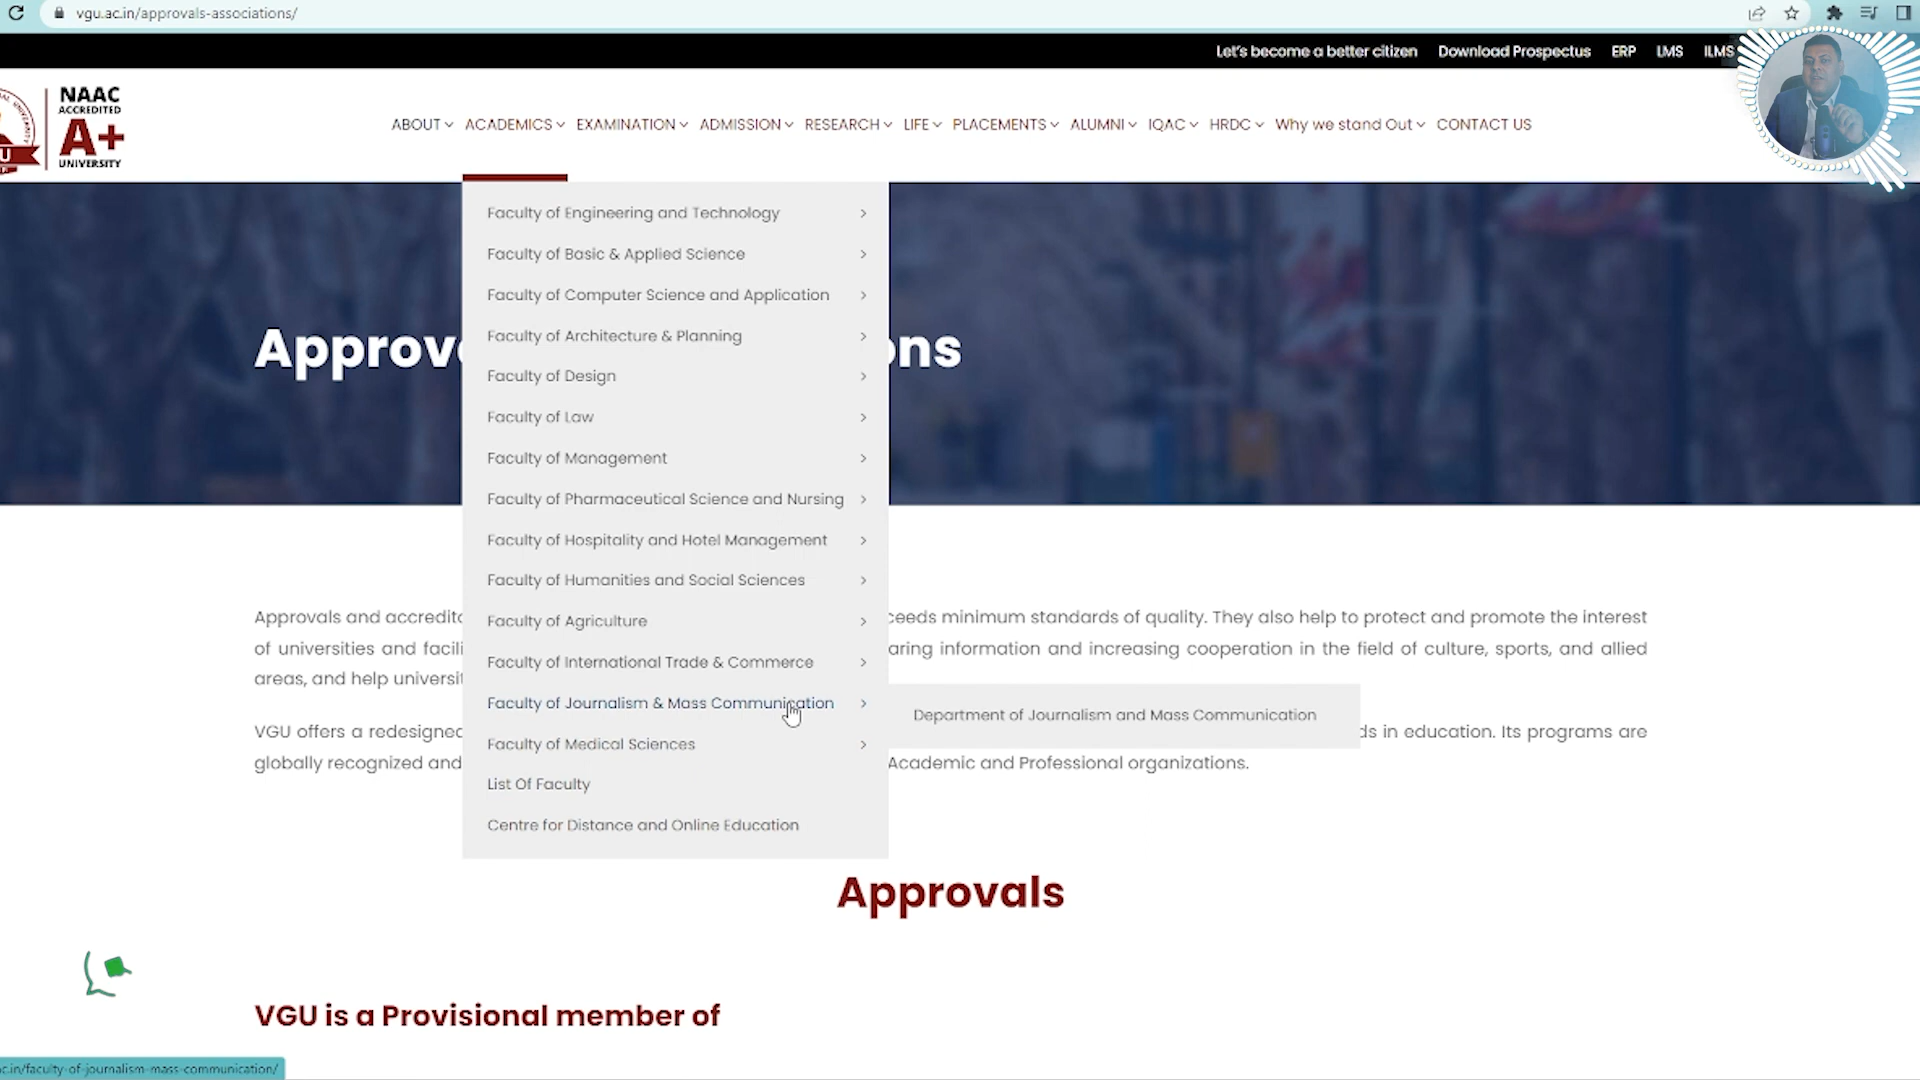 vgu.ac.in/approvals-associations/
Let's become a better citizen Download Prospectus ERP LMS ILMS
NAAC
ACCREDITED
A+
UNIVERSITY
ABOUT ACADEMICS EXAMINATION ADMISSION RESEARCH LIFE PLACEMENTS ALUMNI IQAC HRDC Why we stand Out CONTACT US
Faculty of Engineering and Technology
Faculty of Basic & Applied Science
Faculty of Computer Science and Application
Faculty of Architecture & Planning
Faculty of Design
Faculty of Law
Faculty of Management
Faculty of Pharmaceutical Science and Nursing
Faculty of Hospitality and Hotel Management
Faculty of Humanities and Social Sciences
Faculty of Agriculture
Faculty of International Trade & Commerce
Faculty of Journalism & Mass Communication
Faculty of Medical Sciences
List Of Faculty
Centre for Distance and Online Education
Department of Journalism and Mass Communication
Approv ons
Approvals and accredit ceeds minimum standards of quality. They also help to protect and promote the interest
of universities and facili aring information and increasing cooperation in the field of culture, sports, and allied
areas, and help universit
VGU offers a redesigned ds in education. Its programs are
globally recognized and Academic and Professional organizations.
Approvals
VGU is a Provisional member of
c.in/faculty-of-journalism-mass-communication/